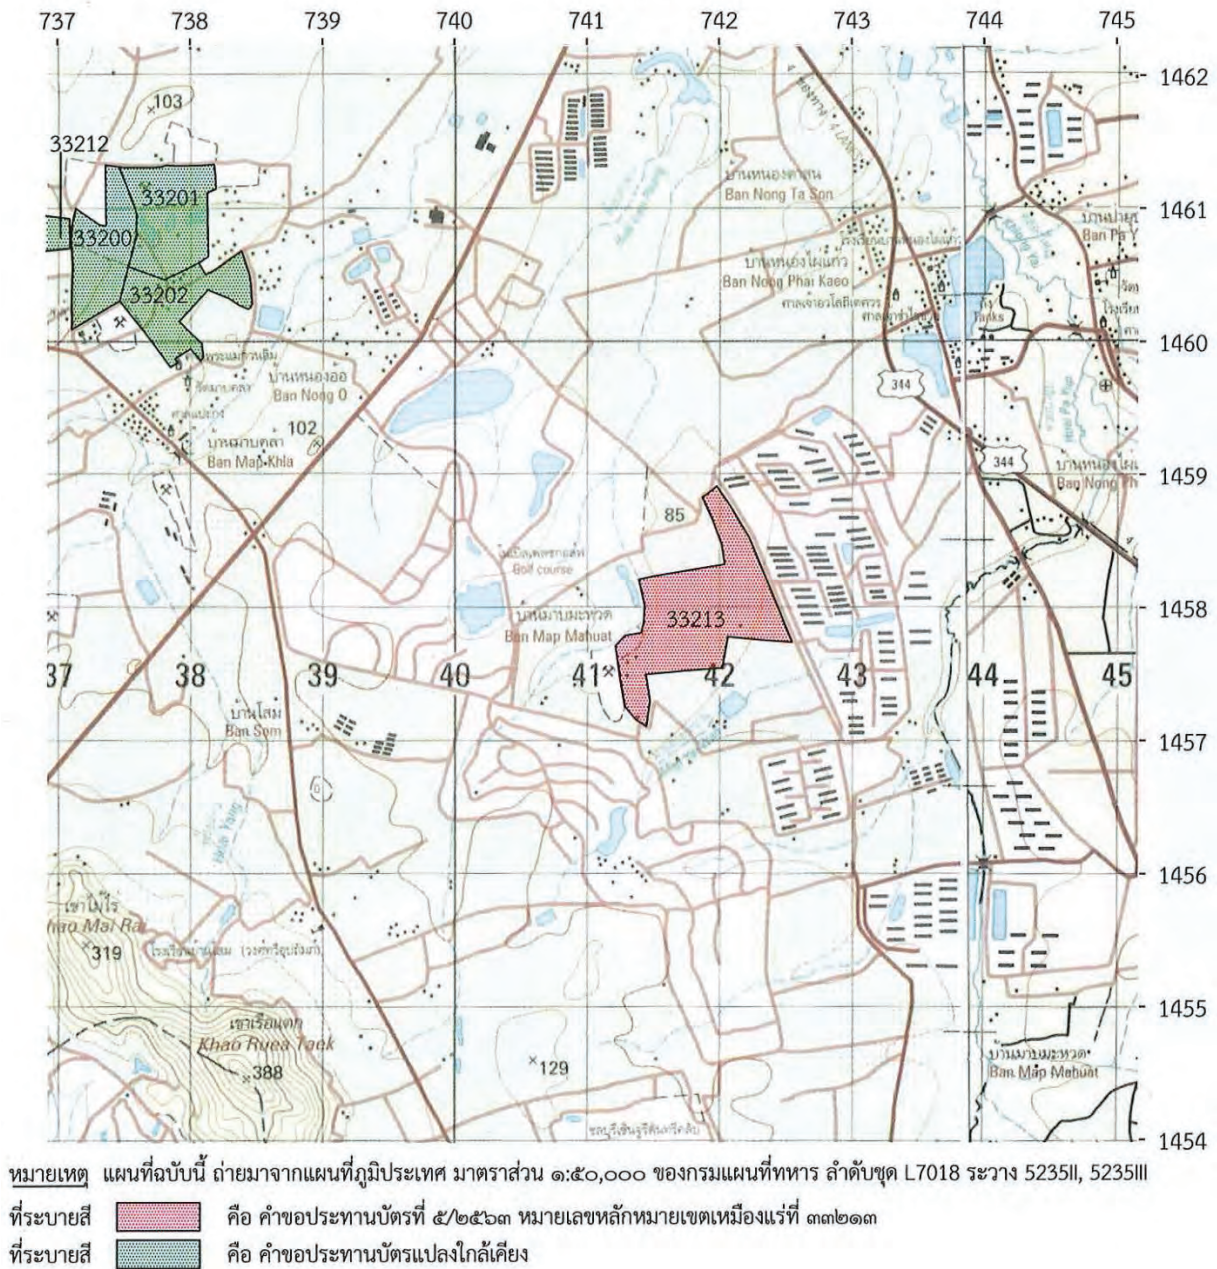 737 738 739 740 741 742 743 744 745
1462
103
33212
33201
บ้านหนองตาสน
Ban Nong Ta Son
1461
33200
Ban Pa Y
บ้านหนองไผ่แก้ว
Ban Nong Phai Kaeo
33202
Tanks
1460
บ้านหนองออ
Ban Nong O
344
102
บ้านมาบคลา
Ban Map Khla
344
1459
Ban Nong Ph
85
Golf course
1458
บ้านมาบมะหวด
Ban Map Mahuat
33213
37 38 39 40 41 42 43 44 45
บ้านโสม
Ban Som
1457
1456
เขาไม้ไร่
hao Mai Rai
319
1455
เขาเรือแตก
Khao Ruea Taek
388
129
บ้านมาบมะหวด
Ban Map Mahuat
1454
หมายเหตุ แผนที่ฉบับนี้ ถ่ายมาจากแผนที่ภูมิประเทศ มาตราส่วน ๑:๕๐,๐๐๐ ของกรมแผนที่ทหาร ลำดับชุด L7018 ระวาง 5235II, 5235III
ที่ระบายสี คือ คำขอประทานบัตรที่ ๕/๒๕๖๓ หมายเลขหลักหมายเขตเหมืองแร่ที่ ๓๓๒๑๓
ที่ระบายสี คือ คำขอประทานบัตรแปลงใกล้เคียง